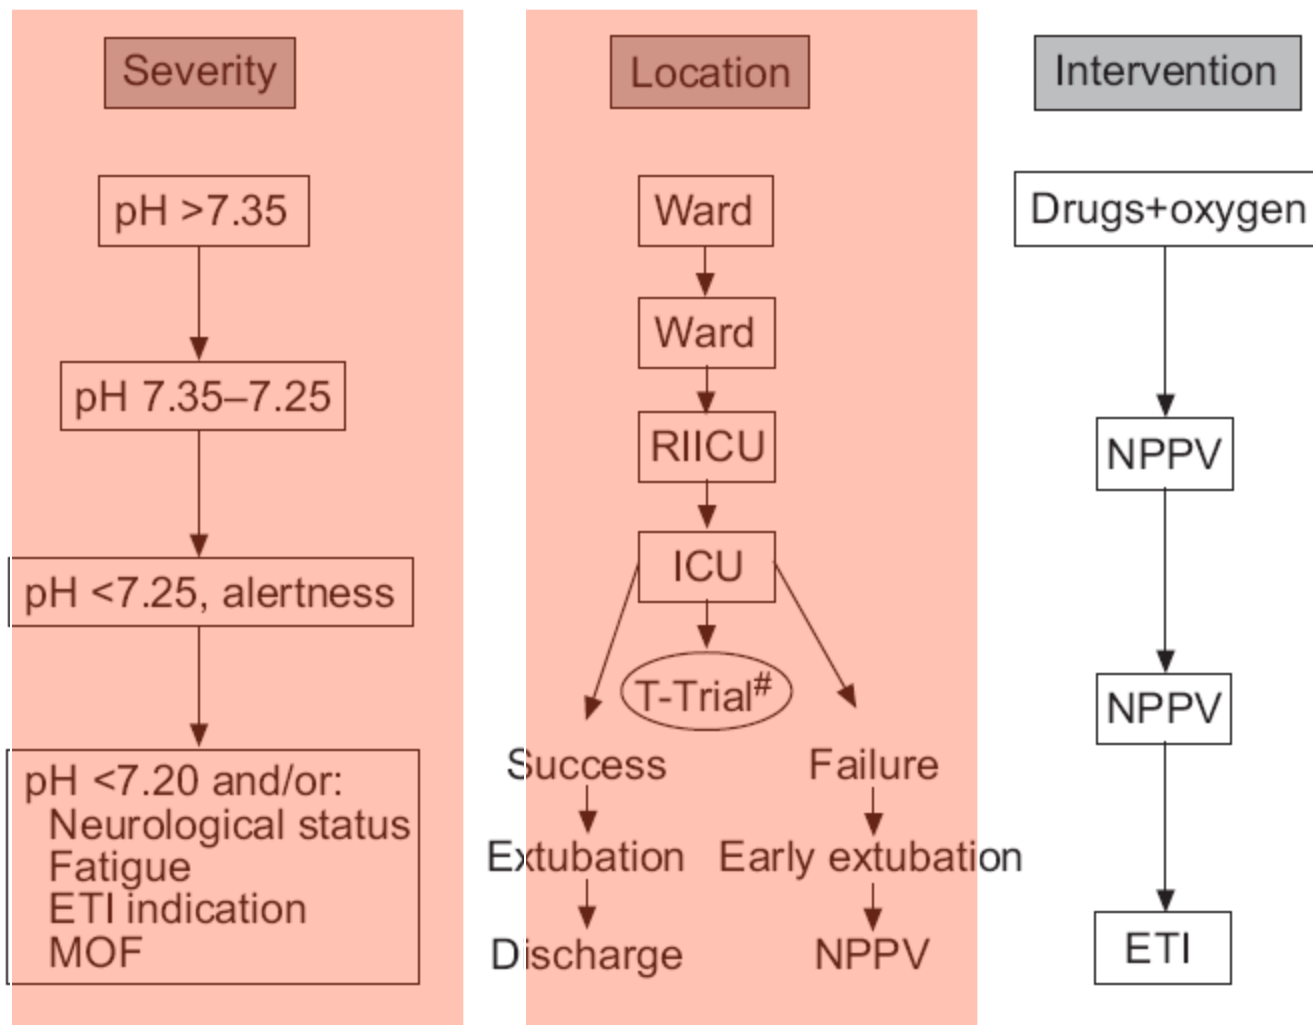 Severity
pH >7.35
pH 7.35–7.25
pH <7.25, alertness
pH <7.20 and/or:
Neurological status
Fatigue
ETI indication
MOF
Location
Ward
Ward
RIICU
ICU
T-Trial#
Success
Failure
Extubation
Early extubation
Discharge
NPPV
Intervention
Drugs+oxygen
NPPV
NPPV
ETI